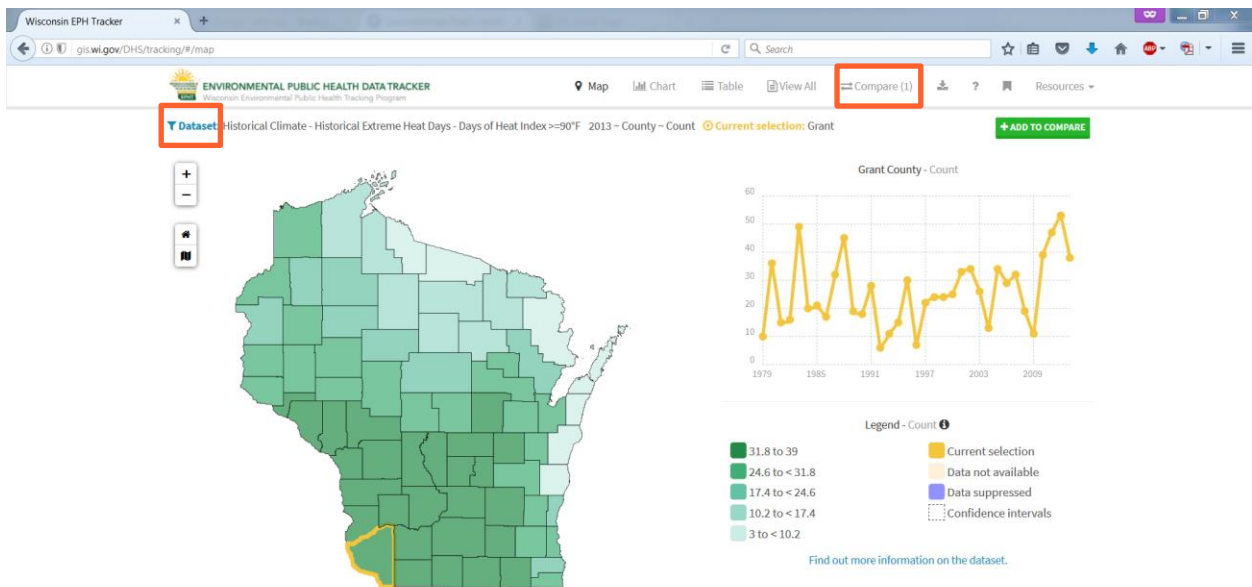 Wisconsin EPH Tracker
gis.wi.gov/DHS/tracking/#/map
Search
ABP
ENVIRONMENTAL PUBLIC HEALTH DATA TRACKER
Wisconsin Environmental Public Health Tracking Program
Map Chart Table View All Compare (1) ? Resources
Dataset: Historical Climate - Historical Extreme Heat Days - Days of Heat Index >=90°F 2013 ~ County ~ Count Current selection: Grant
+ ADD TO COMPARE
+
−
Grant County - Count
60
50
40
30
20
10
0
1979 1985 1991 1997 2003 2009
Legend - Count
31.8 to 39
24.6 to < 31.8
17.4 to < 24.6
10.2 to < 17.4
3 to < 10.2
Current selection
Data not available
Data suppressed
Confidence intervals
Find out more information on the dataset.